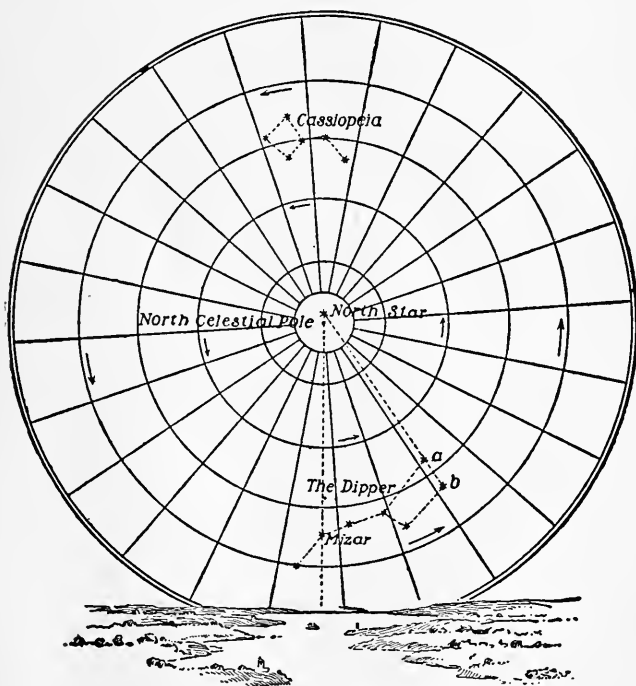 Cassiopeia
North Celestial Pole
North Star
a
b
The Dipper
Mizar